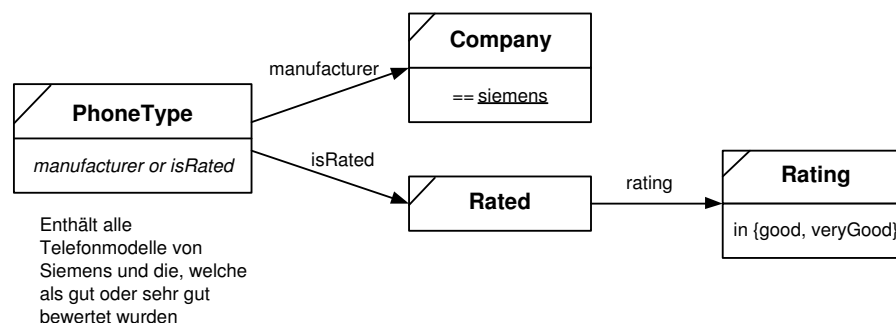 Company
manufacturer
== siemens
PhoneType
manufacturer or isRated
isRated
Rated
rating
Rating
in {good, veryGood}
Enthält alle
Telefonmodelle von
Siemens und die, welche
als gut oder sehr gut
bewertet wurden